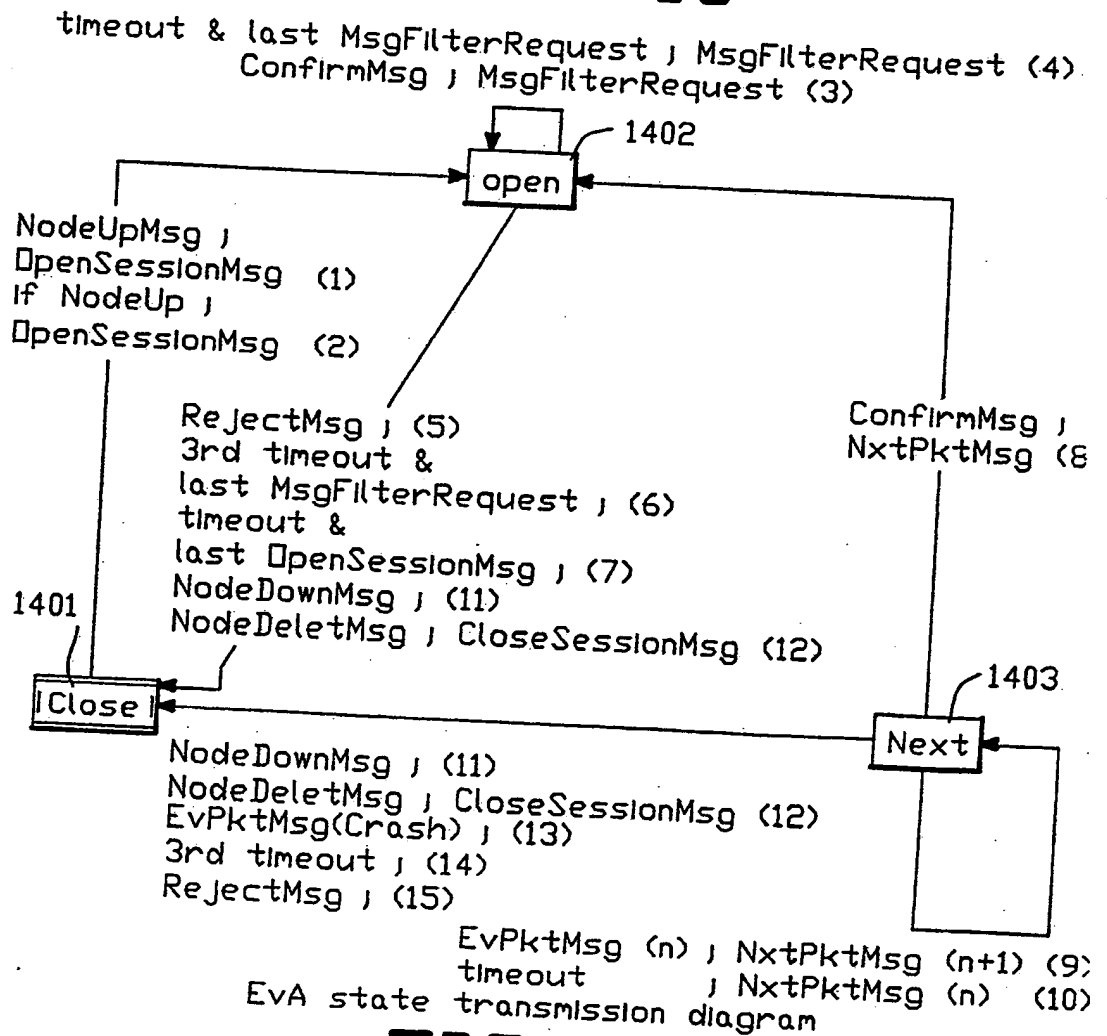 timeout & last MsgFilterRequest ; MsgFilterRequest (4)
ConfirmMsg ; MsgFilterRequest (3)
1402
open
NodeUpMsg ;
OpenSessionMsg (1)
If NodeUp ;
OpenSessionMsg (2)
RejectMsg ; (5)
3rd timeout &
last MsgFilterRequest ; (6)
timeout &
last OpenSessionMsg ; (7)
NodeDownMsg ; (11)
NodeDeletMsg ; CloseSessionMsg (12)
ConfirmMsg ;
NxtPktMsg (8
1401
Close
1403
Next
NodeDownMsg ; (11)
NodeDeletMsg ; CloseSessionMsg (12)
EvPktMsg(Crash) ; (13)
3rd timeout ; (14)
RejectMsg ; (15)
EvPktMsg (n) ; NxtPktMsg (n+1) (9)
timeout ; NxtPktMsg (n) (10)
EvA state transmission diagram